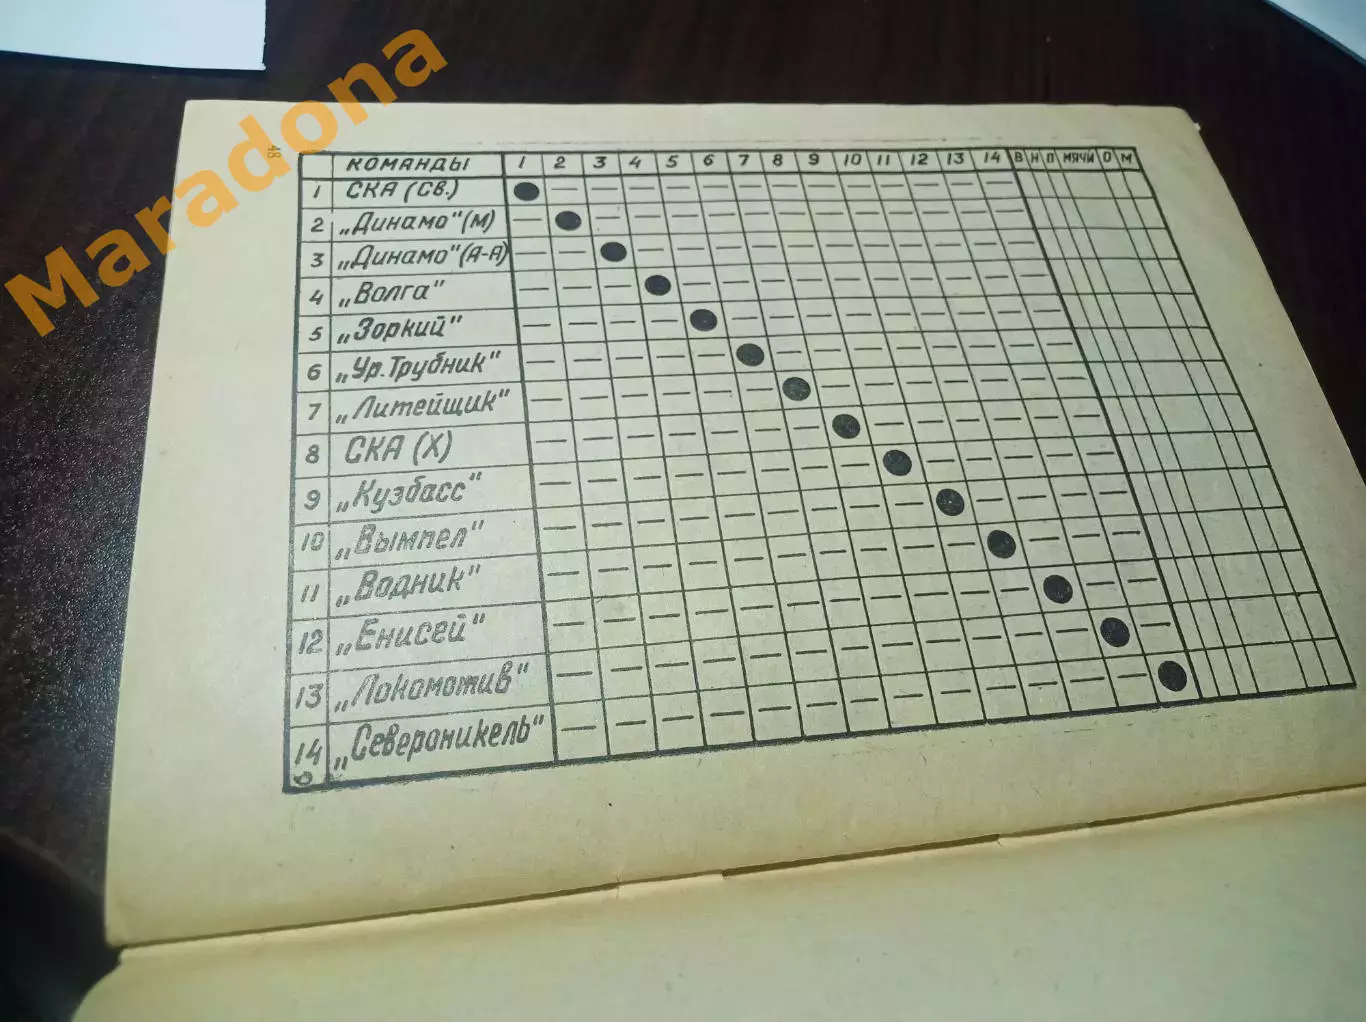 Maradona
48
КОМАНДЫ 1 2 3 4 5 6 7 8 9 10 11 12 13 14 В Н П МЯЧИ О М
1 СКА (Св.)
2 „Динамо" (М)
3 „Динамо" (А-А)
4 „Волга"
5 „Зоркий"
6 „Ур. Трубник"
7 „Литейщик"
8 СКА (Х)
9 „Кузбасс"
10 „Вымпел"
11 „Водник"
12 „Енисей"
13 „Локомотив"
14 „Североникель"